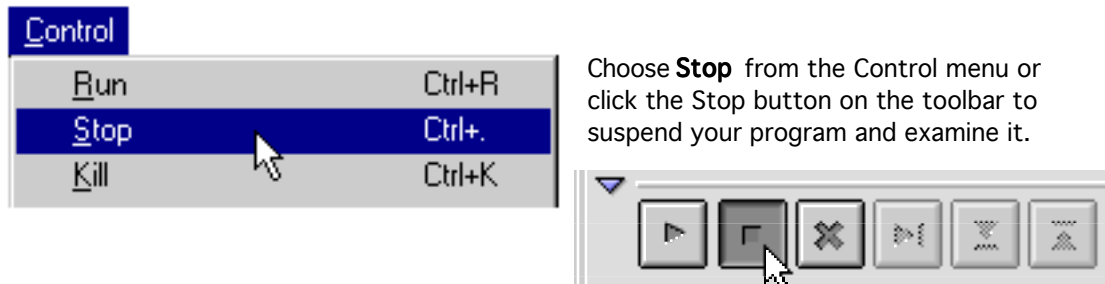 Control
Run Ctrl+R
Stop Ctrl+.
Kill Ctrl+K
Choose Stop from the Control menu or
click the Stop button on the toolbar to
suspend your program and examine it.